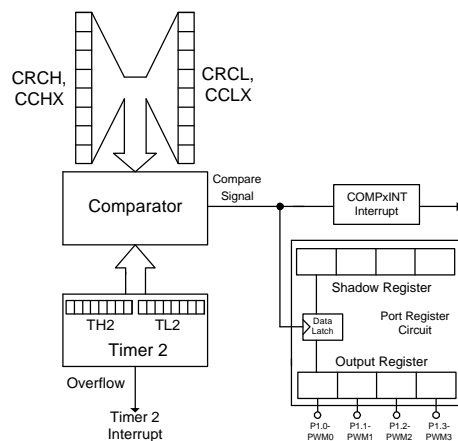 CRCH,
CCHX
CRCL,
CCLX
Compare
Signal
Comparator
COMPxINT
Interrupt
Shadow Register
TH2
TL2
Timer 2
Data
Latch
Port Register
Circuit
Overflow
Output Register
Timer 2
Interrupt
P1.0-
PWM0
P1.1-
PWM1
P1.2-
PWM2
P1.3-
PWM3